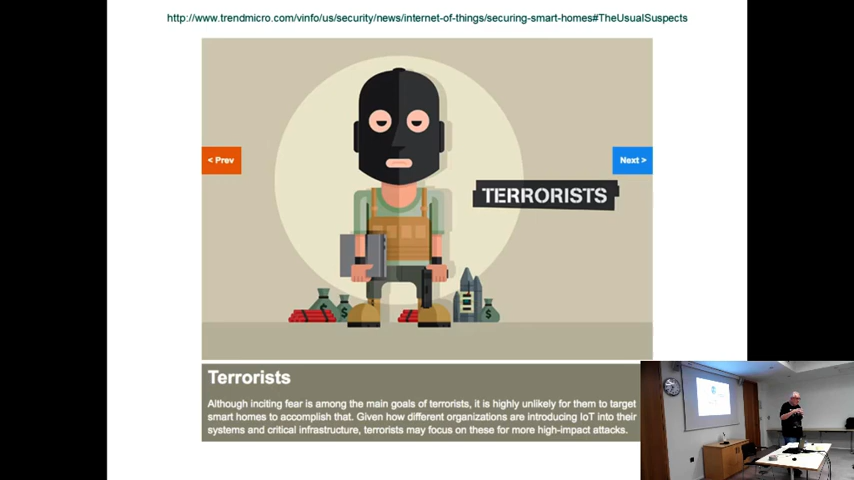 http://www.trendmicro.com/vinfo/us/security/news/internet-of-things/securing-smart-homes#TheUsualSuspects
< Prev
Next >
TERRORISTS
$
$
$
Terrorists
Although inciting fear is among the main goals of terrorists, it is highly unlikely for them to target
smart homes to accomplish that. Given how different organizations are introducing IoT into their
systems and critical infrastructure, terrorists may focus on these for more high-impact attacks.